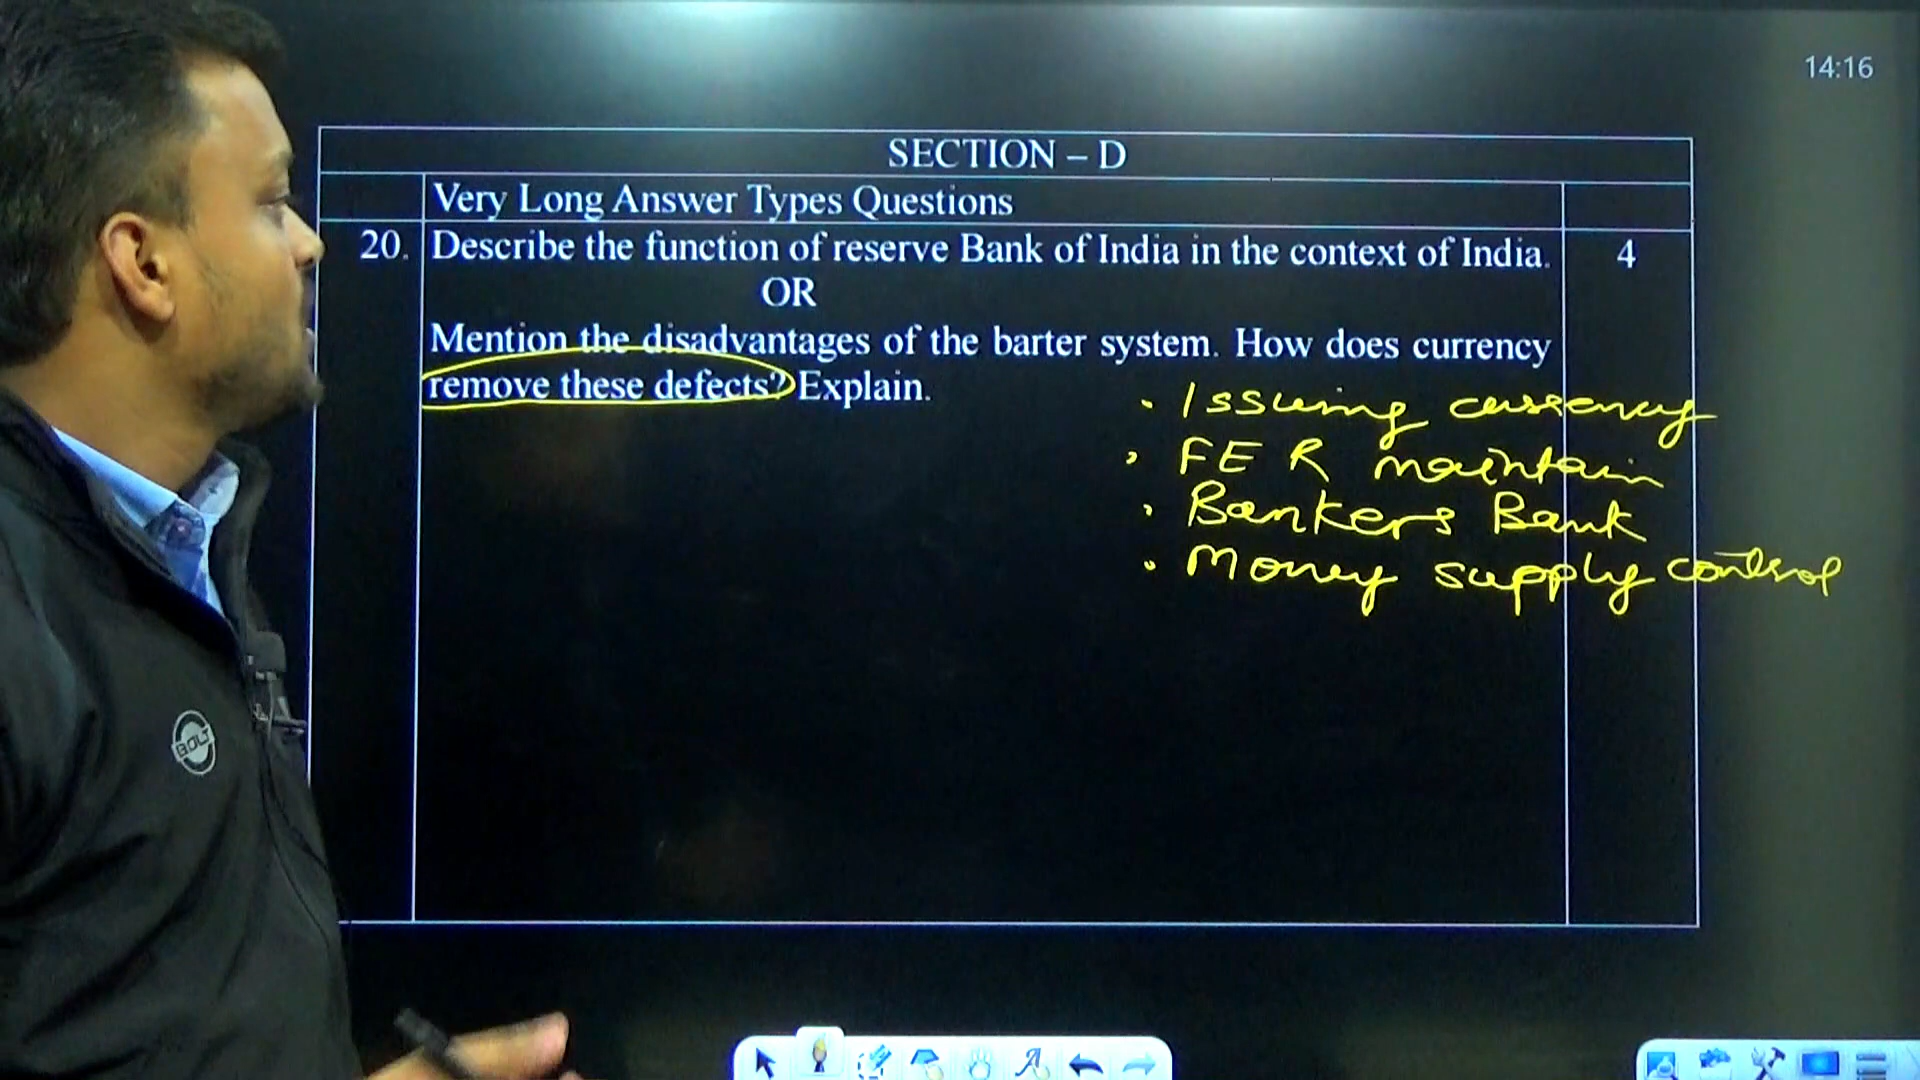 14:16
SECTION – D
Very Long Answer Types Questions
20. Describe the function of reserve Bank of India in the context of India. 4
OR
Mention the disadvantages of the barter system. How does currency
remove these defects? Explain.
• Issuing currency
• FER maintain
• Bankers Bank
• Money supply control
BOLT